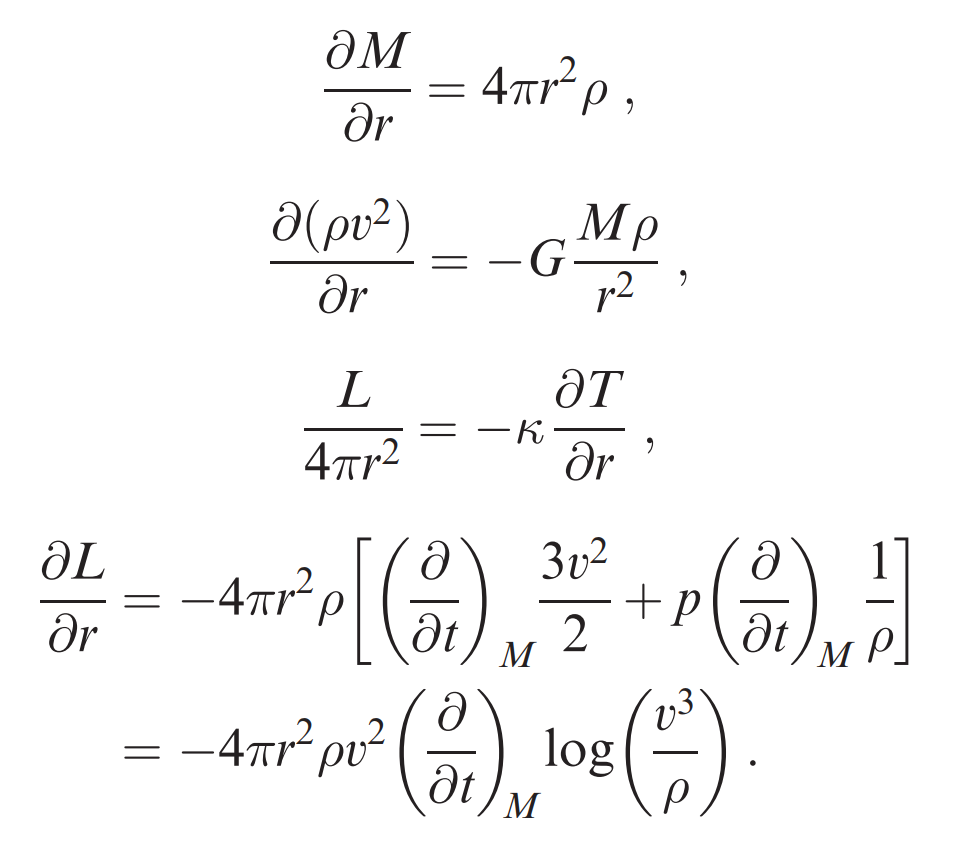 ∂M/∂r = 4πr²ρ ,
∂(ρv²)/∂r = −G Mρ/r² ,
L/4πr² = −κ ∂T/∂r ,
∂L/∂r = −4πr²ρ[(∂/∂t)_M 3v²/2 + p(∂/∂t)_M 1/ρ]
= −4πr²ρv²(∂/∂t)_M log(v³/ρ) .